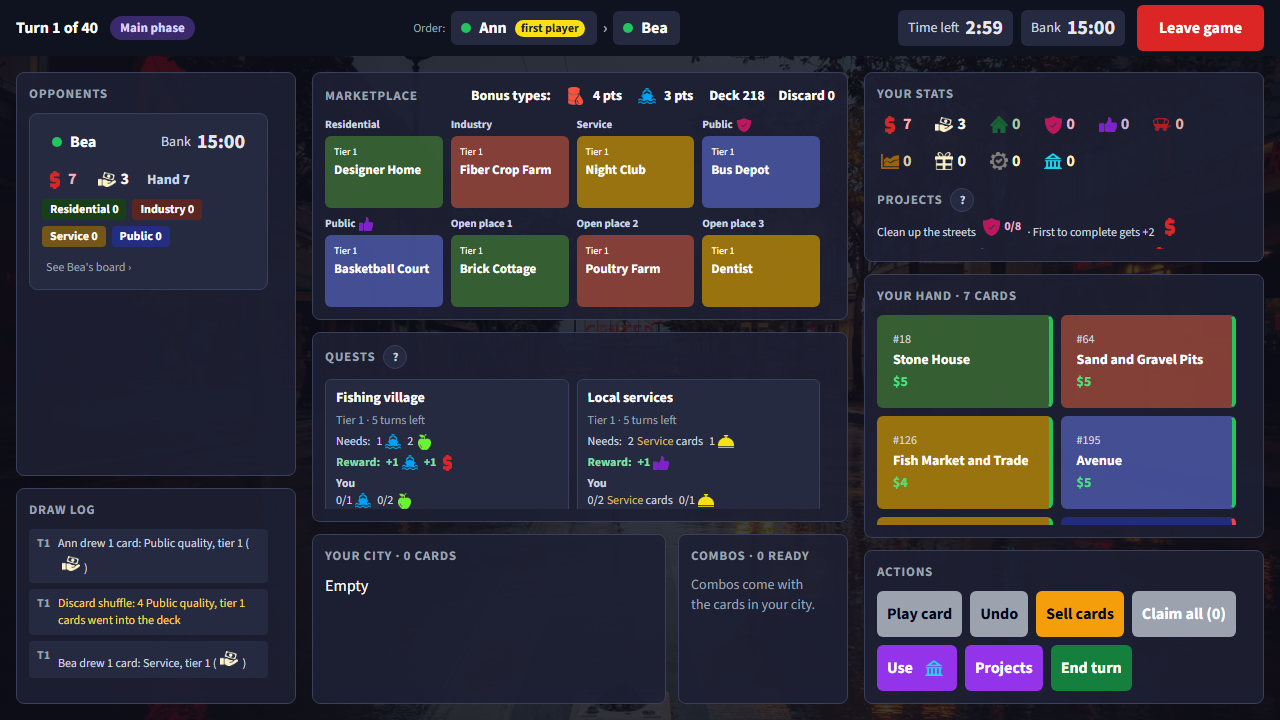 Turn 1 of 40 Main phase Order: Ann first player › Bea Time left 2:59 Bank 15:00 Leave game
OPPONENTS
Bea Bank 15:00
7 3 Hand 7
Residential 0 Industry 0
Service 0 Public 0
See Bea's board ›
DRAW LOG
T1 Ann drew 1 card: Public quality, tier 1 (
)
T1 Discard shuffle: 4 Public quality, tier 1
cards went into the deck
T1 Bea drew 1 card: Service, tier 1 ( )
MARKETPLACE Bonus types: 4 pts 3 pts Deck 218 Discard 0
Residential Industry Service Public
Tier 1 Tier 1 Tier 1 Tier 1
Designer Home Fiber Crop Farm Night Club Bus Depot
Public Open place 1 Open place 2 Open place 3
Tier 1 Tier 1 Tier 1 Tier 1
Basketball Court Brick Cottage Poultry Farm Dentist
QUESTS ?
Fishing village
Tier 1 · 5 turns left
Needs: 1 2
Reward: +1 +1 $
You
0/1 0/2
Local services
Tier 1 · 5 turns left
Needs: 2 Service cards 1
Reward: +1
You
0/2 Service cards 0/1
YOUR CITY · 0 CARDS
Empty
COMBOS · 0 READY
Combos come with
the cards in your city.
YOUR STATS
$ 7 3 0 0 0 0
0 0 0 0
PROJECTS ?
Clean up the streets 0/8 · First to complete gets +2 $
YOUR HAND · 7 CARDS
#18
Stone House
$5
#64
Sand and Gravel Pits
$5
#126
Fish Market and Trade
$4
#195
Avenue
$5
ACTIONS
Play card Undo Sell cards Claim all (0)
Use Projects End turn